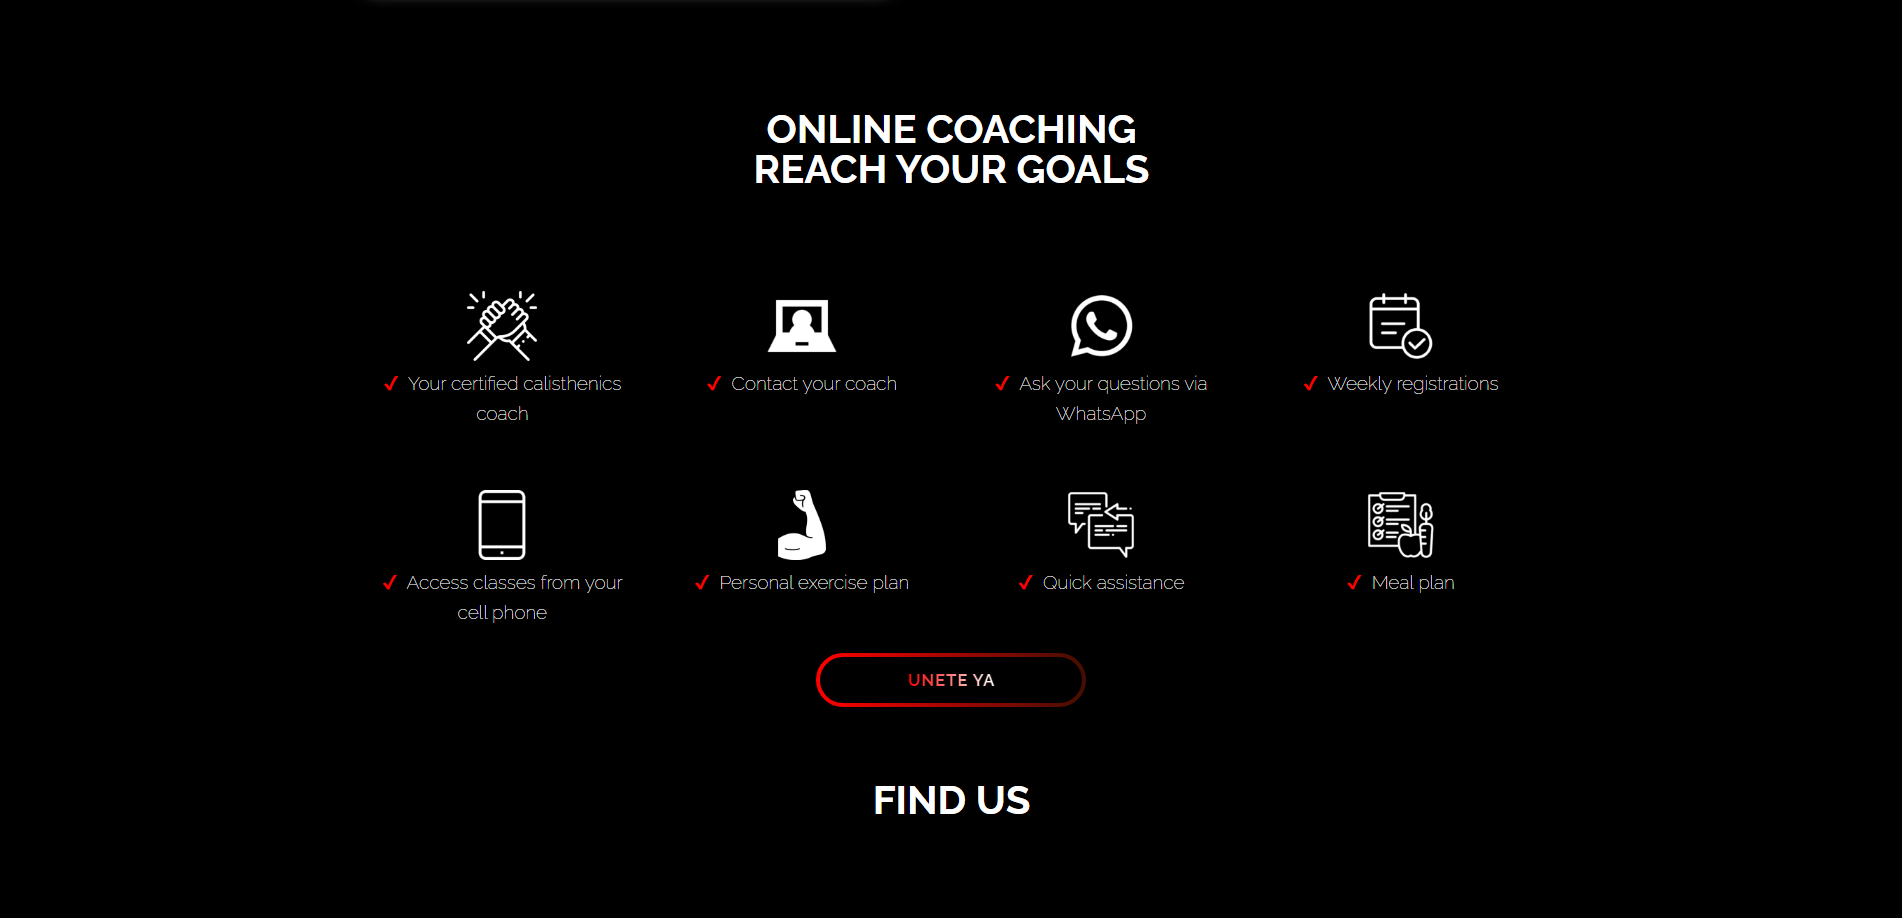 ONLINE COACHING
REACH YOUR GOALS
✓ Your certified calisthenics
coach
✓ Contact your coach
✓ Ask your questions via
WhatsApp
✓ Weekly registrations
✓ Access classes from your
cell phone
✓ Personal exercise plan
✓ Quick assistance
✓ Meal plan
UNETE YA
FIND US